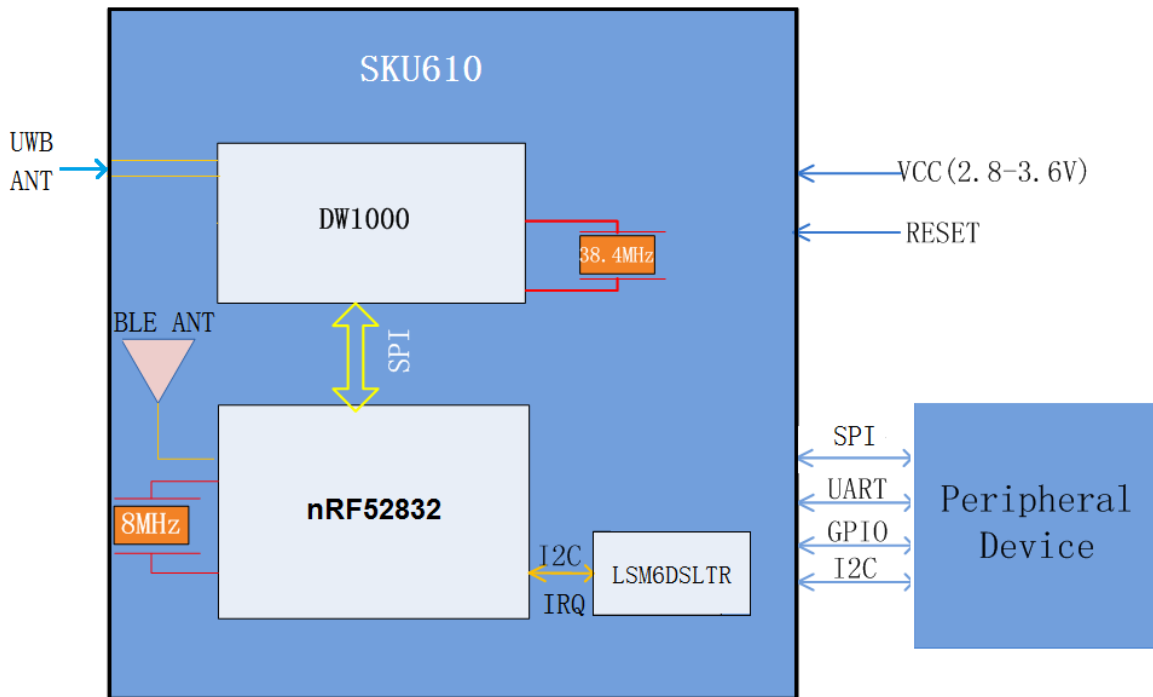 SKU610
UWB
ANT
DW1000
38.4MHz
VCC(2.8-3.6V)
RESET
BLE ANT
SPI
8MHz
nRF52832
I2C
IRQ
LSM6DSLTR
SPI
UART
GPIO
I2C
Peripheral
Device